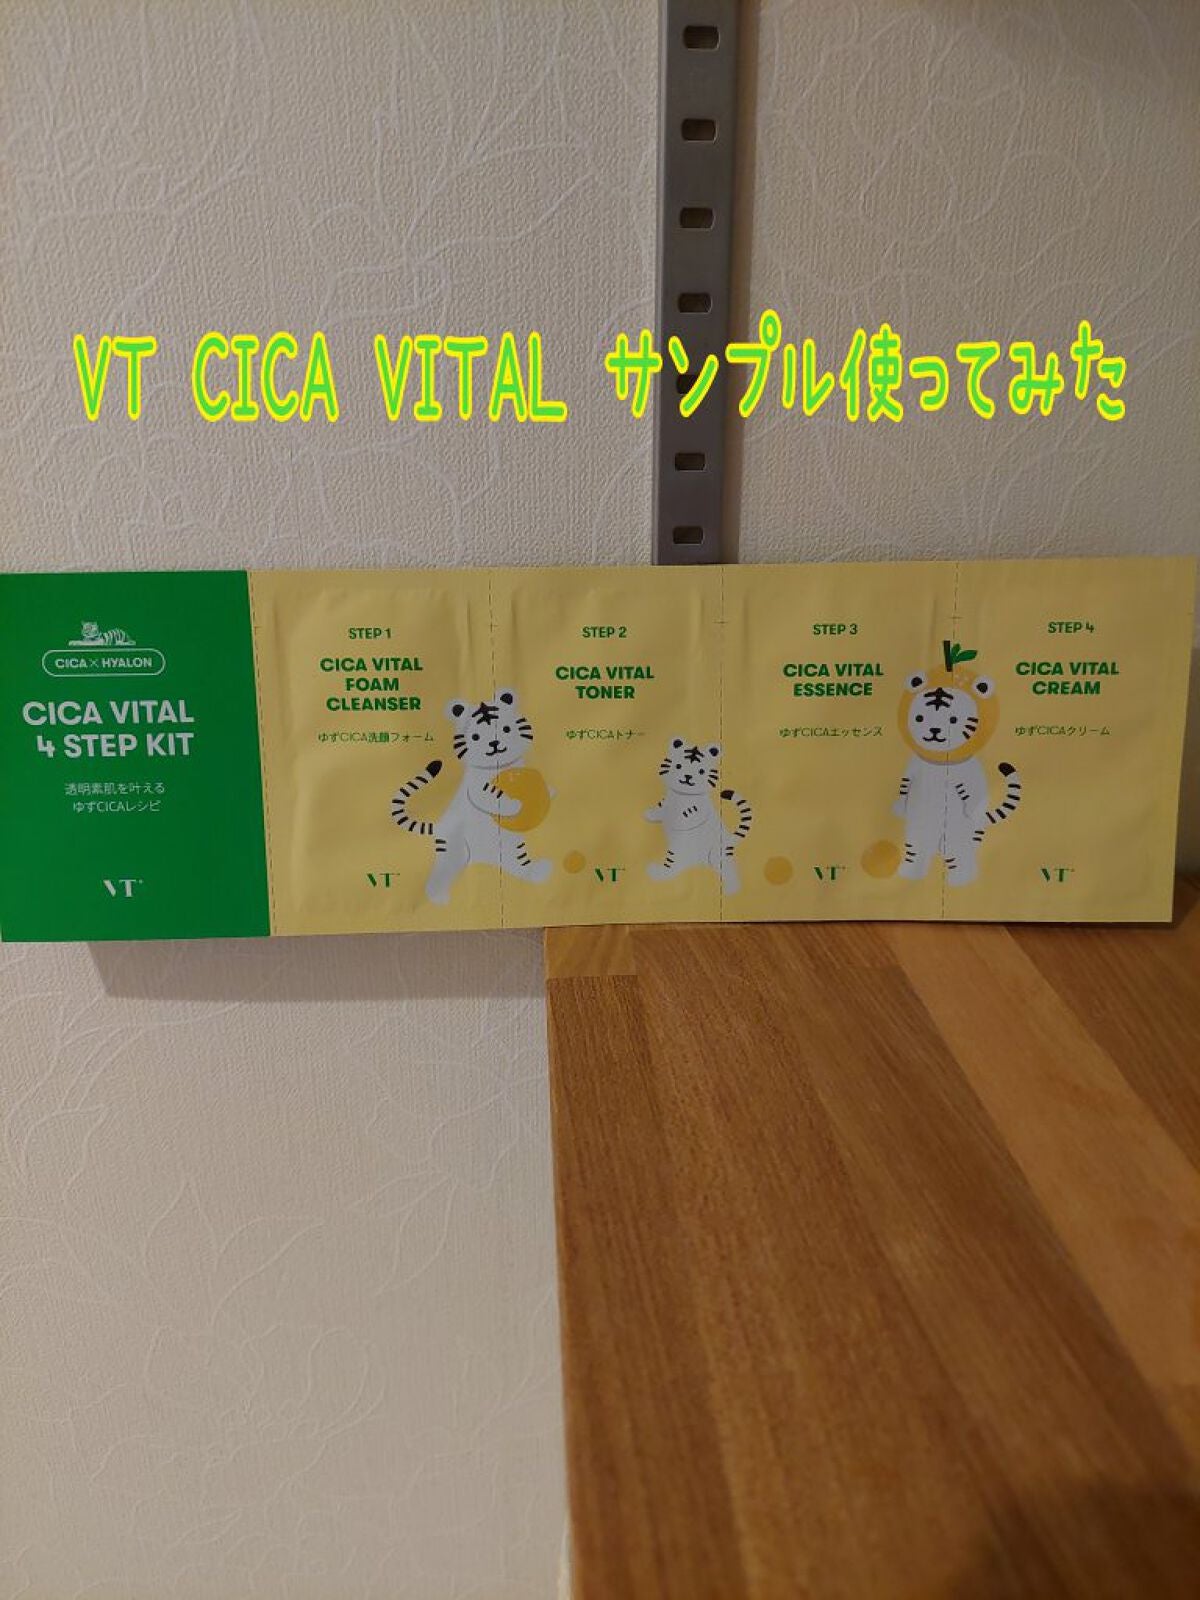 VT CICA VITAL サンプル使ってみた
CICA×HYALON
CICA VITAL
4 STEP KIT
透明素肌を叶える
ゆずCICAレシピ
VT
STEP 1
CICA VITAL
FOAM
CLEANSER
ゆずCICA洗顔フォーム
VT
STEP 2
CICA VITAL
TONER
ゆずCICAトナー
VT
STEP 3
CICA VITAL
ESSENCE
ゆずCICAエッセンス
VT
STEP 4
CICA VITAL
CREAM
ゆずCICAクリーム
VT